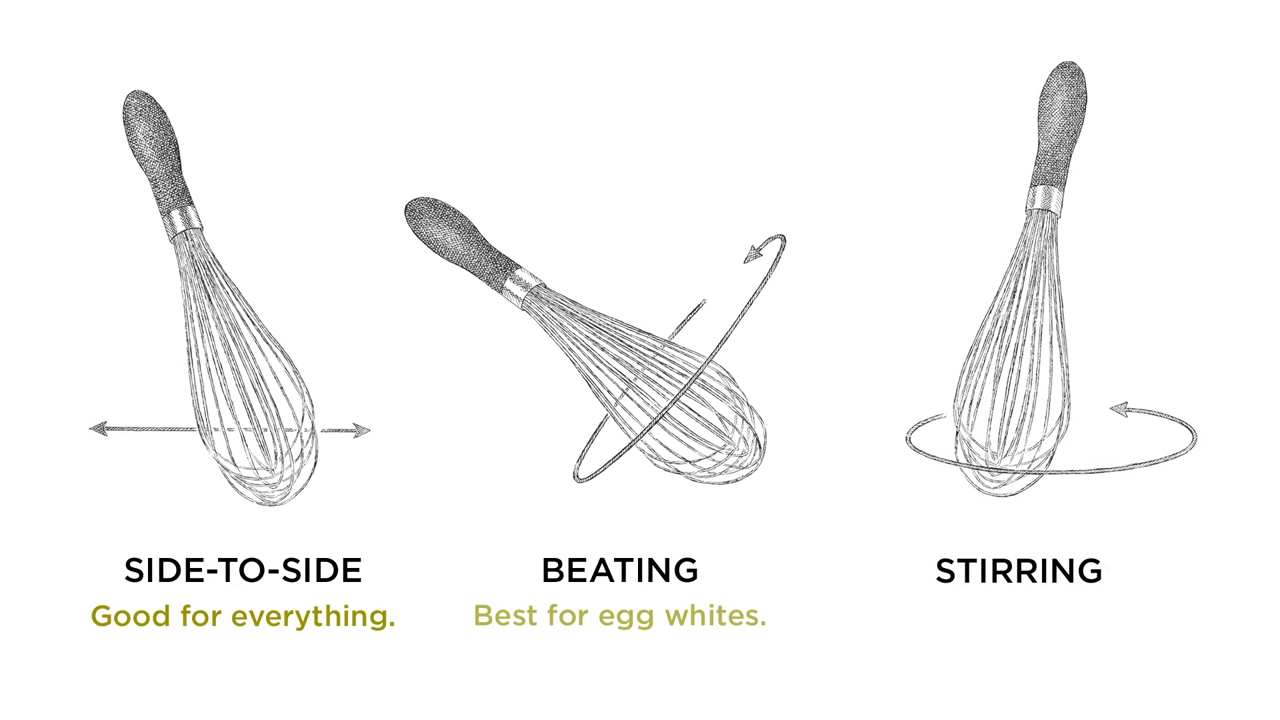 SIDE-TO-SIDE
Good for everything.
BEATING
Best for egg whites.
STIRRING